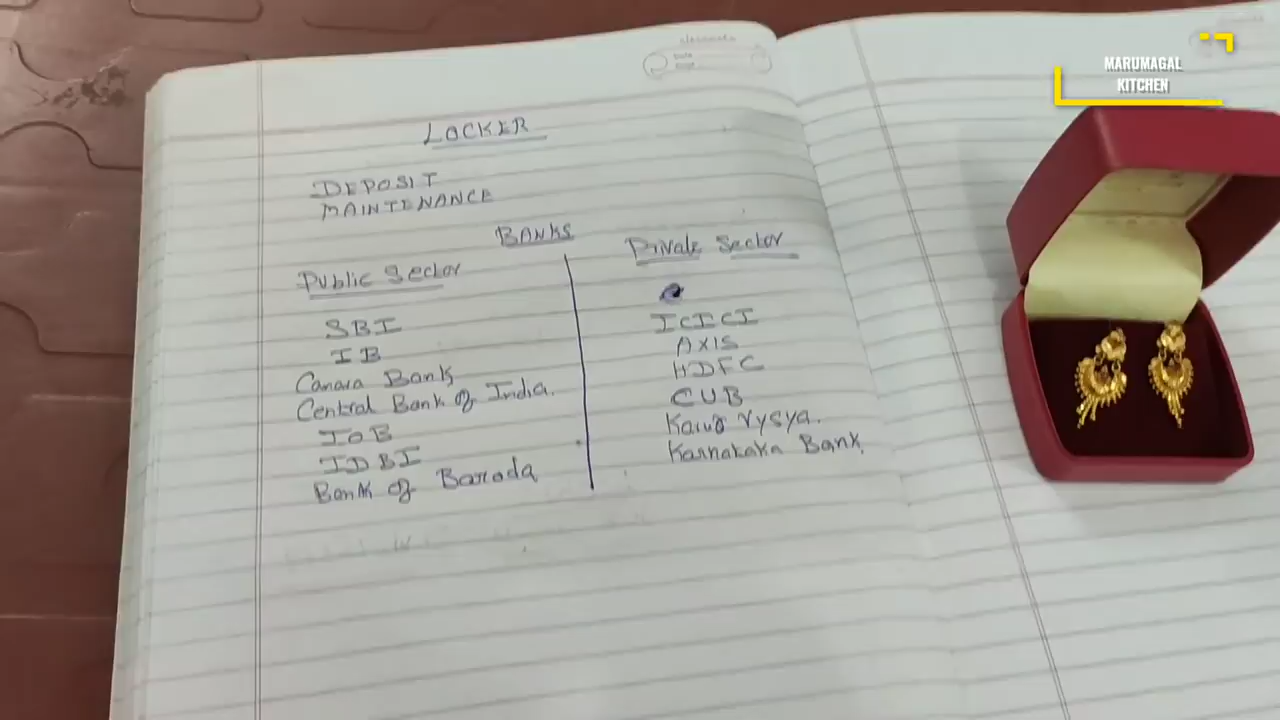 MARUMAGAL
KITCHEN
LOCKER
DEPOSIT
MAINTENANCE
BANKS
Public Sector
SBI
IB
Canara Bank
Central Bank of India.
IOB
IDBI
Bank of Baroda
Private Sector
ICICI
AXIS
HDFC
CUB
Karur Vysya.
Karnataka Bank,